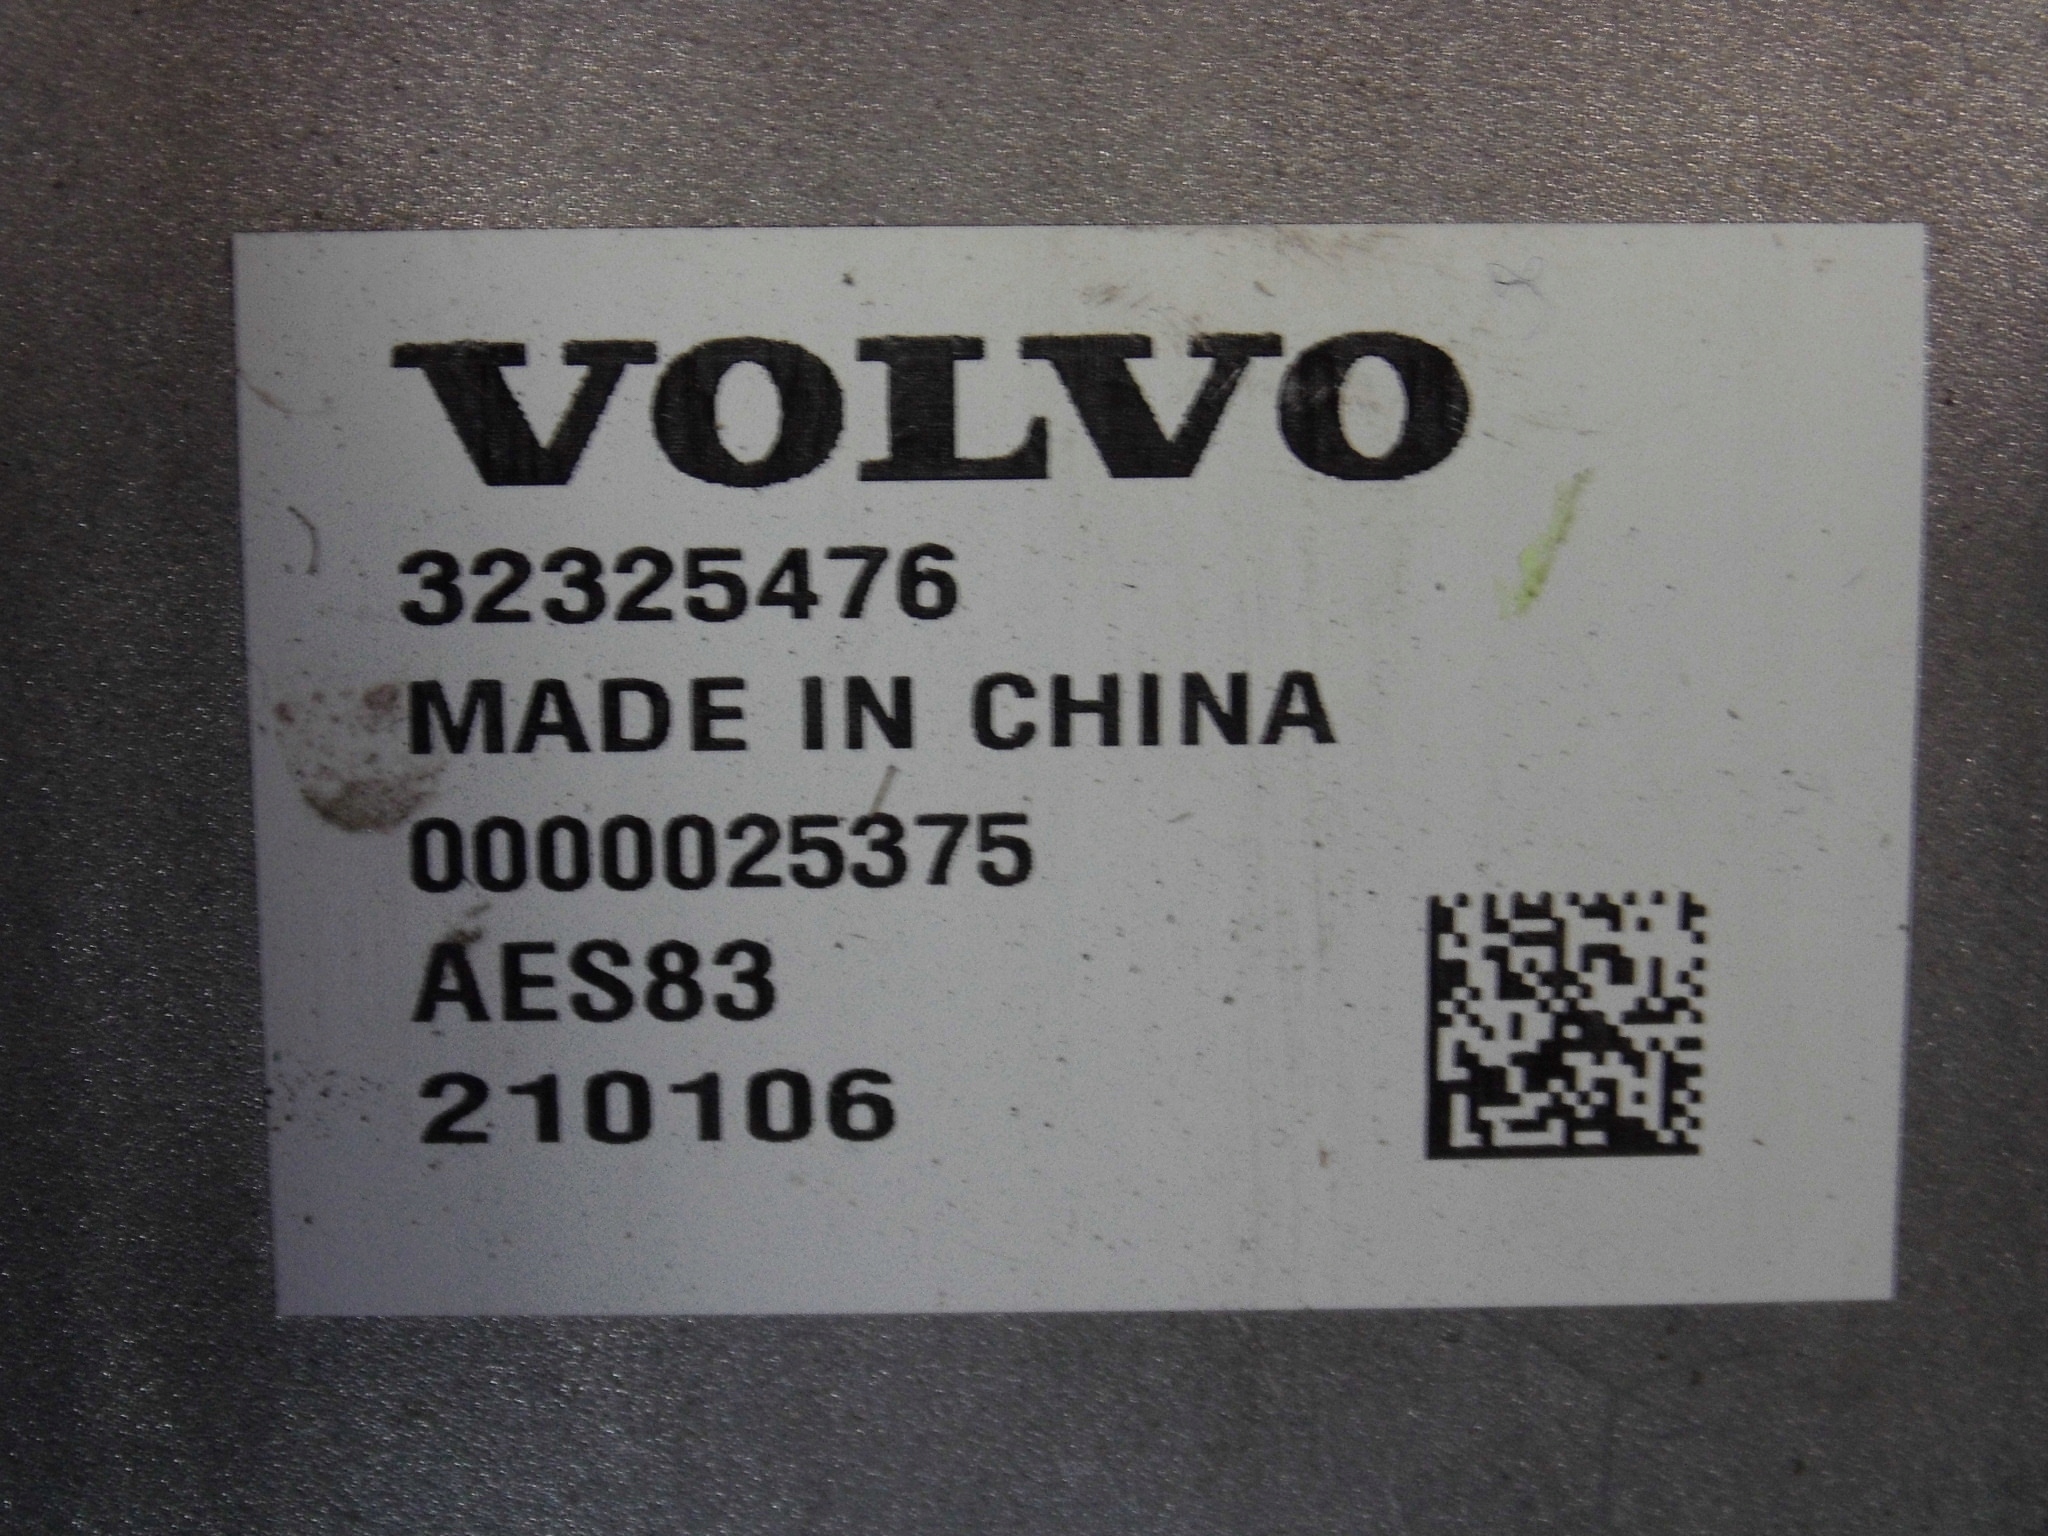 VOLVO
32325476
MADE IN CHINA
0000025375
AES83
210106